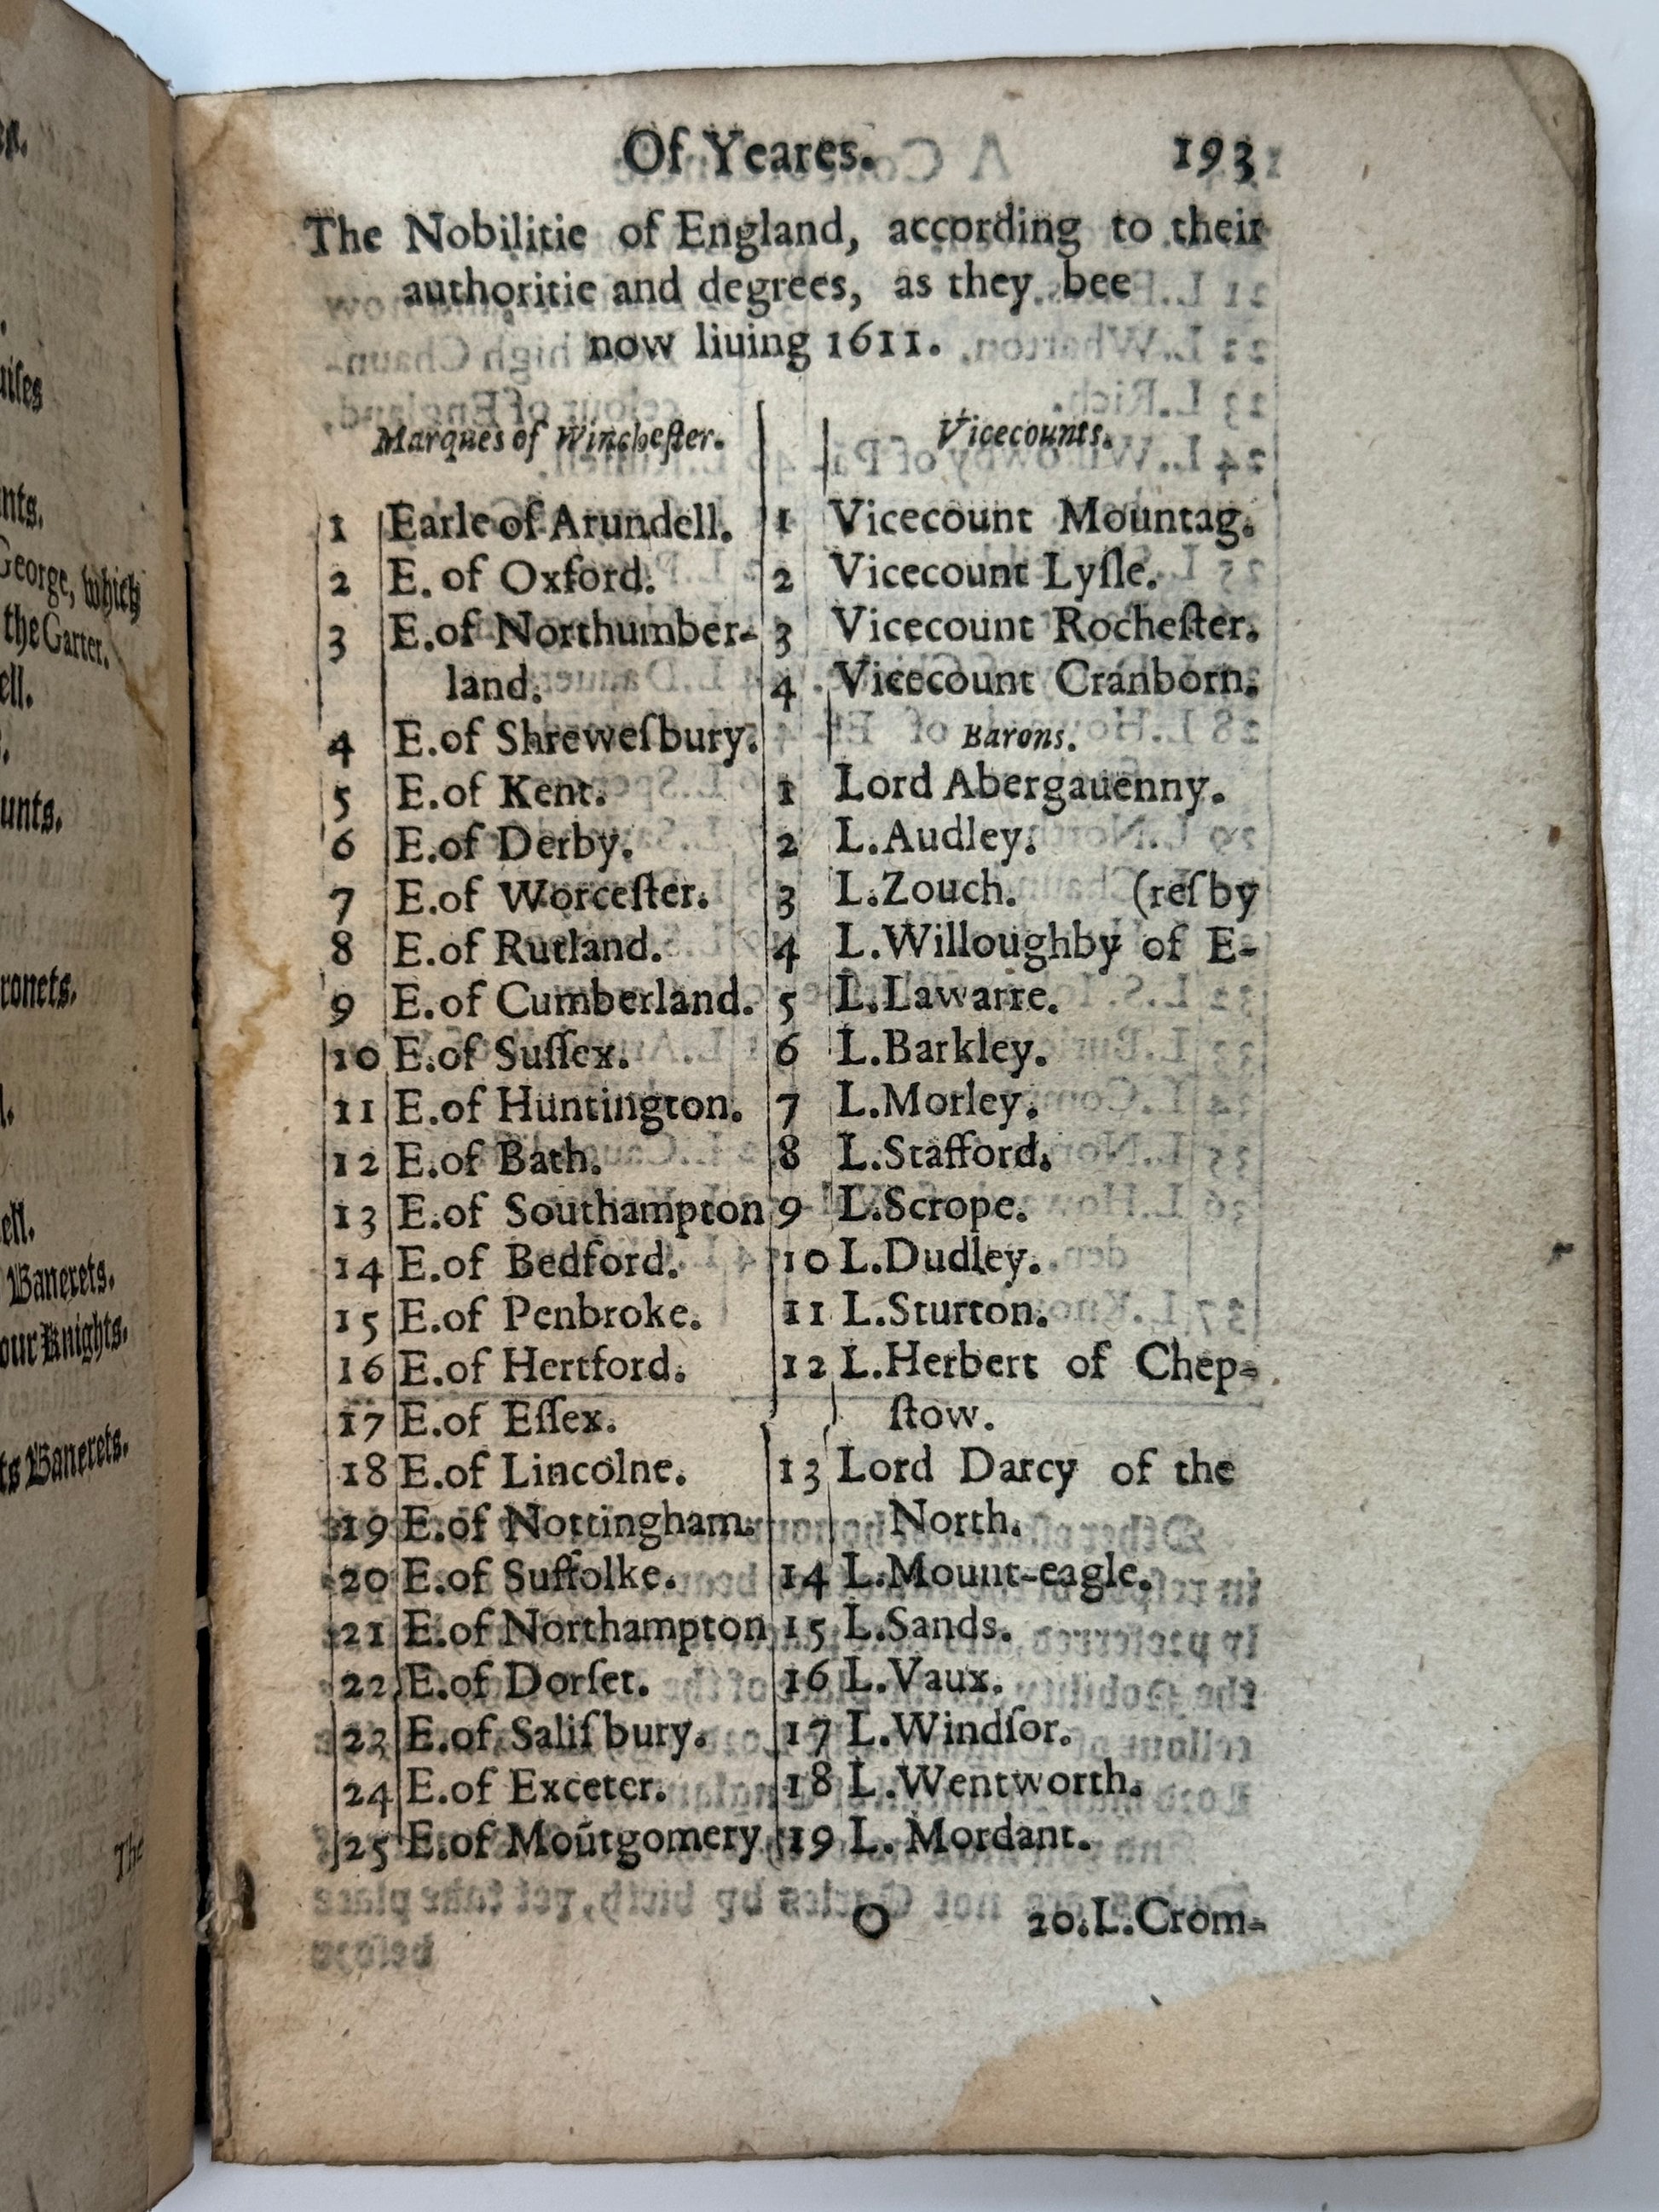 Of Yeares. 193
The Nobilitie of England, according to their
authoritie and degrees, as they bee
now liuing 1611.
Marques of Wincheſter.
1 Earle of Arundell.
2 E. of Oxford.
3 E.of Northumber-
land.
4 E.of Shreweſbury.
5 E.of Kent.
6 E.of Derby.
7 E.of Worceſter.
8 E.of Rutland.
9 E.of Cumberland.
10 E.of Suſſex.
11 E.of Huntington.
12 E.of Bath.
13 E.of Southampton
14 E.of Bedford.
15 E.of Penbroke.
16 E.of Hertford.
17 E.of Eſſex.
18 E.of Lincolne.
19 E.of Nottingham.
20 E.of Suffolke.
21 E.of Northampton
22 E.of Dorſet.
23 E.of Saliſbury.
24 E.of Exceter.
25 E.of Moũtgomery
Vicecounts.
1 Vicecount Mountag.
2 Vicecount Lyſle.
3 Vicecount Rocheſter.
4 Vicecount Cranborn.
Barons.
1 Lord Abergauenny.
2 L.Audley.
3 L.Zouch. (reſby
4 L.Willoughby of E-
5 L.Lawarre.
6 L.Barkley.
7 L.Morley.
8 L.Stafford.
9 L.Scrope.
10 L.Dudley.
11 L.Sturton.
12 L.Herbert of Chep-
ſtow.
13 Lord Darcy of the
North.
14 L.Mount-eagle.
15 L.Sands.
16 L.Vaux.
17 L.Windſor.
18 L.Wentworth.
19 L. Mordant.
O 20.L.Crom-